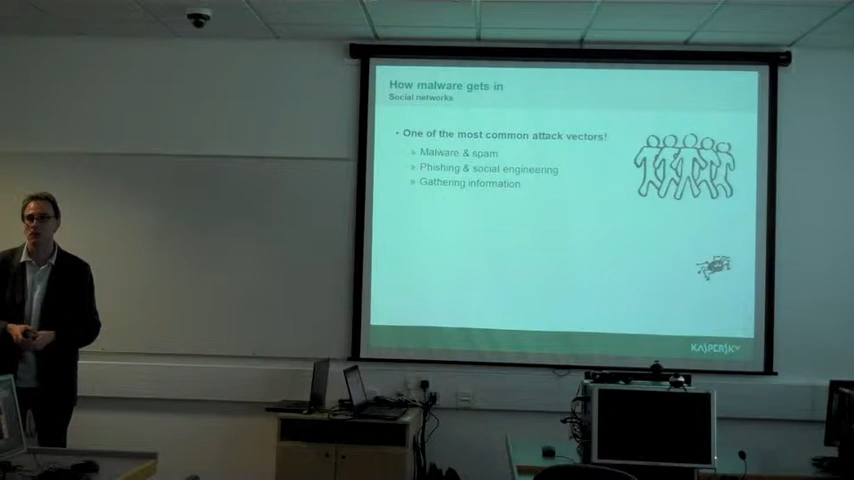 How malware gets in
Social networks
• One of the most common attack vectors!
» Malware & spam
» Phishing & social engineering
» Gathering information
KASPERSKY